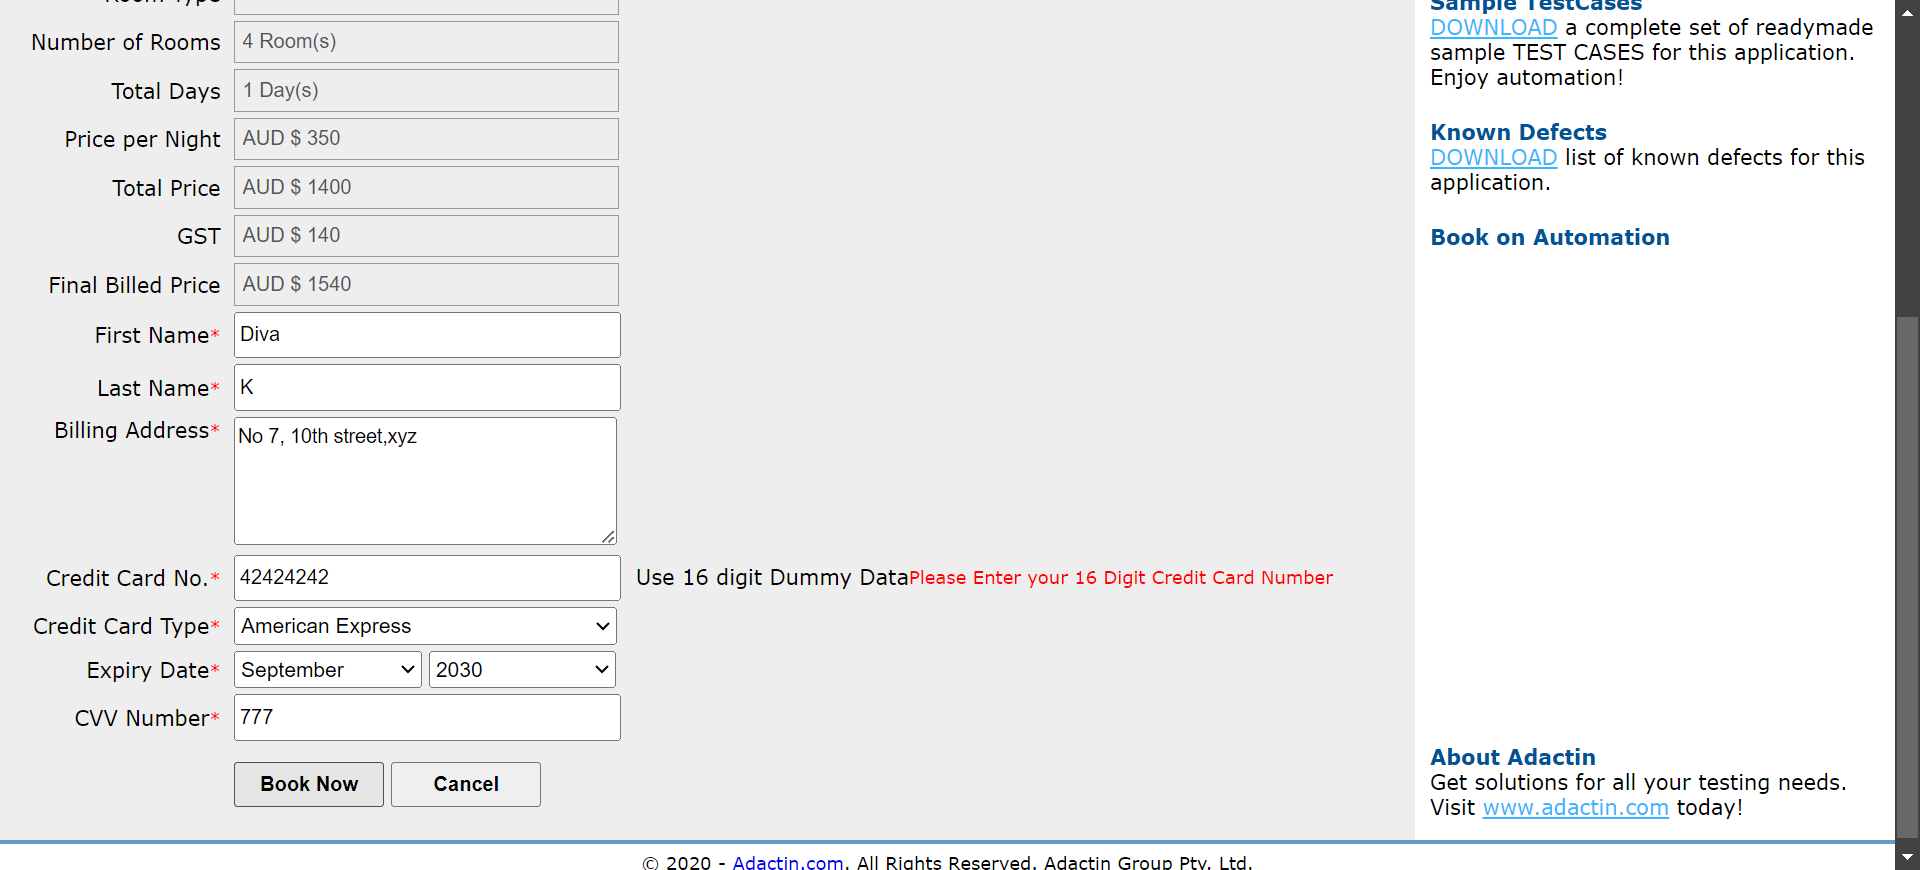 Room Type
Number of Rooms 4 Room(s)
Total Days 1 Day(s)
Price per Night AUD $ 350
Total Price AUD $ 1400
GST AUD $ 140
Final Billed Price AUD $ 1540
First Name* Diva
Last Name* K
Billing Address* No 7, 10th street,xyz
Credit Card No.* 42424242 Use 16 digit Dummy DataPlease Enter your 16 Digit Credit Card Number
Credit Card Type* American Express
Expiry Date* September 2030
CVV Number* 777
Book Now Cancel
Sample TestCases
DOWNLOAD a complete set of readymade
sample TEST CASES for this application.
Enjoy automation!
Known Defects
DOWNLOAD list of known defects for this
application.
Book on Automation
About Adactin
Get solutions for all your testing needs.
Visit www.adactin.com today!
© 2020 - Adactin.com. All Rights Reserved. Adactin Group Pty. Ltd.